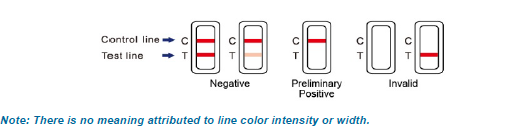 Control line C C C C C
Test line T T T T T
Negative Preliminary Positive Invalid
Note: There is no meaning attributed to line color intensity or width.